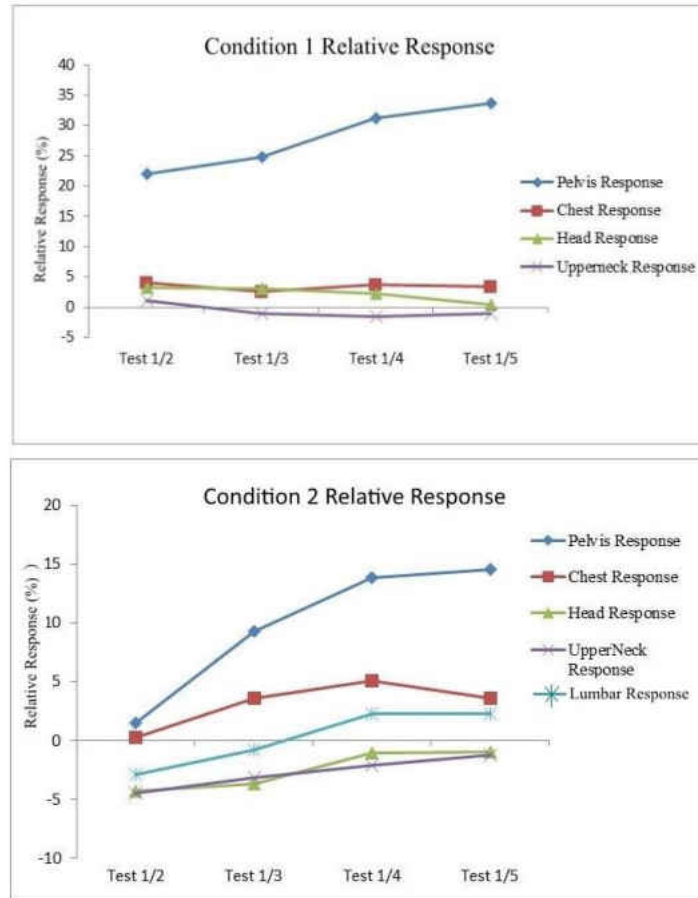 Condition 1 Relative Response
40
35
30
25
20
15
10
5
0
-5
Relative Response (%)
Test 1/2 Test 1/3 Test 1/4 Test 1/5
Pelvis Response
Chest Response
Head Response
Upperneck Response
Condition 2 Relative Response
20
15
10
5
0
-5
-10
Relative Response (%) )
Test 1/2 Test 1/3 Test 1/4 Test 1/5
Pelvis Response
Chest Response
Head Response
UpperNeck
Response
Lumbar Response